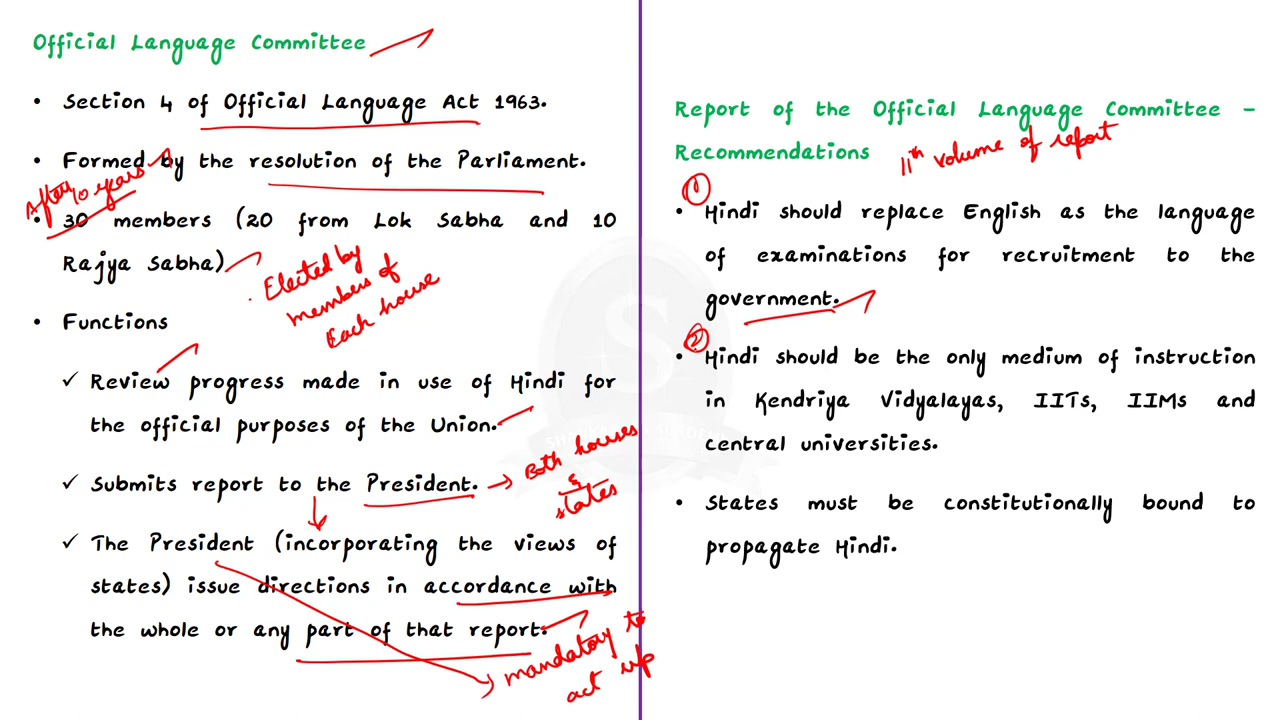 Official Language Committee
• Section 4 of Official Language Act 1963.
• Formed by the resolution of the Parliament.
After 10 years
• 30 members (20 from Lok Sabha and 10
Rajya Sabha)
Elected by
members of
Each house
• Functions
✓ Review progress made in use of Hindi for
the official purposes of the Union.
✓ Submits report to the President. → Both houses
& states
✓ The President (incorporating the views of
states) issue directions in accordance with
the whole or any part of that report.
mandatory to
act up
Report of the Official Language Committee –
Recommendations
11th volume of report
①
• Hindi should replace English as the language
of examinations for recruitment to the
government.
②
• Hindi should be the only medium of instruction
in Kendriya Vidyalayas, IITs, IIMs and
central universities.
• States must be constitutionally bound to
propagate Hindi.